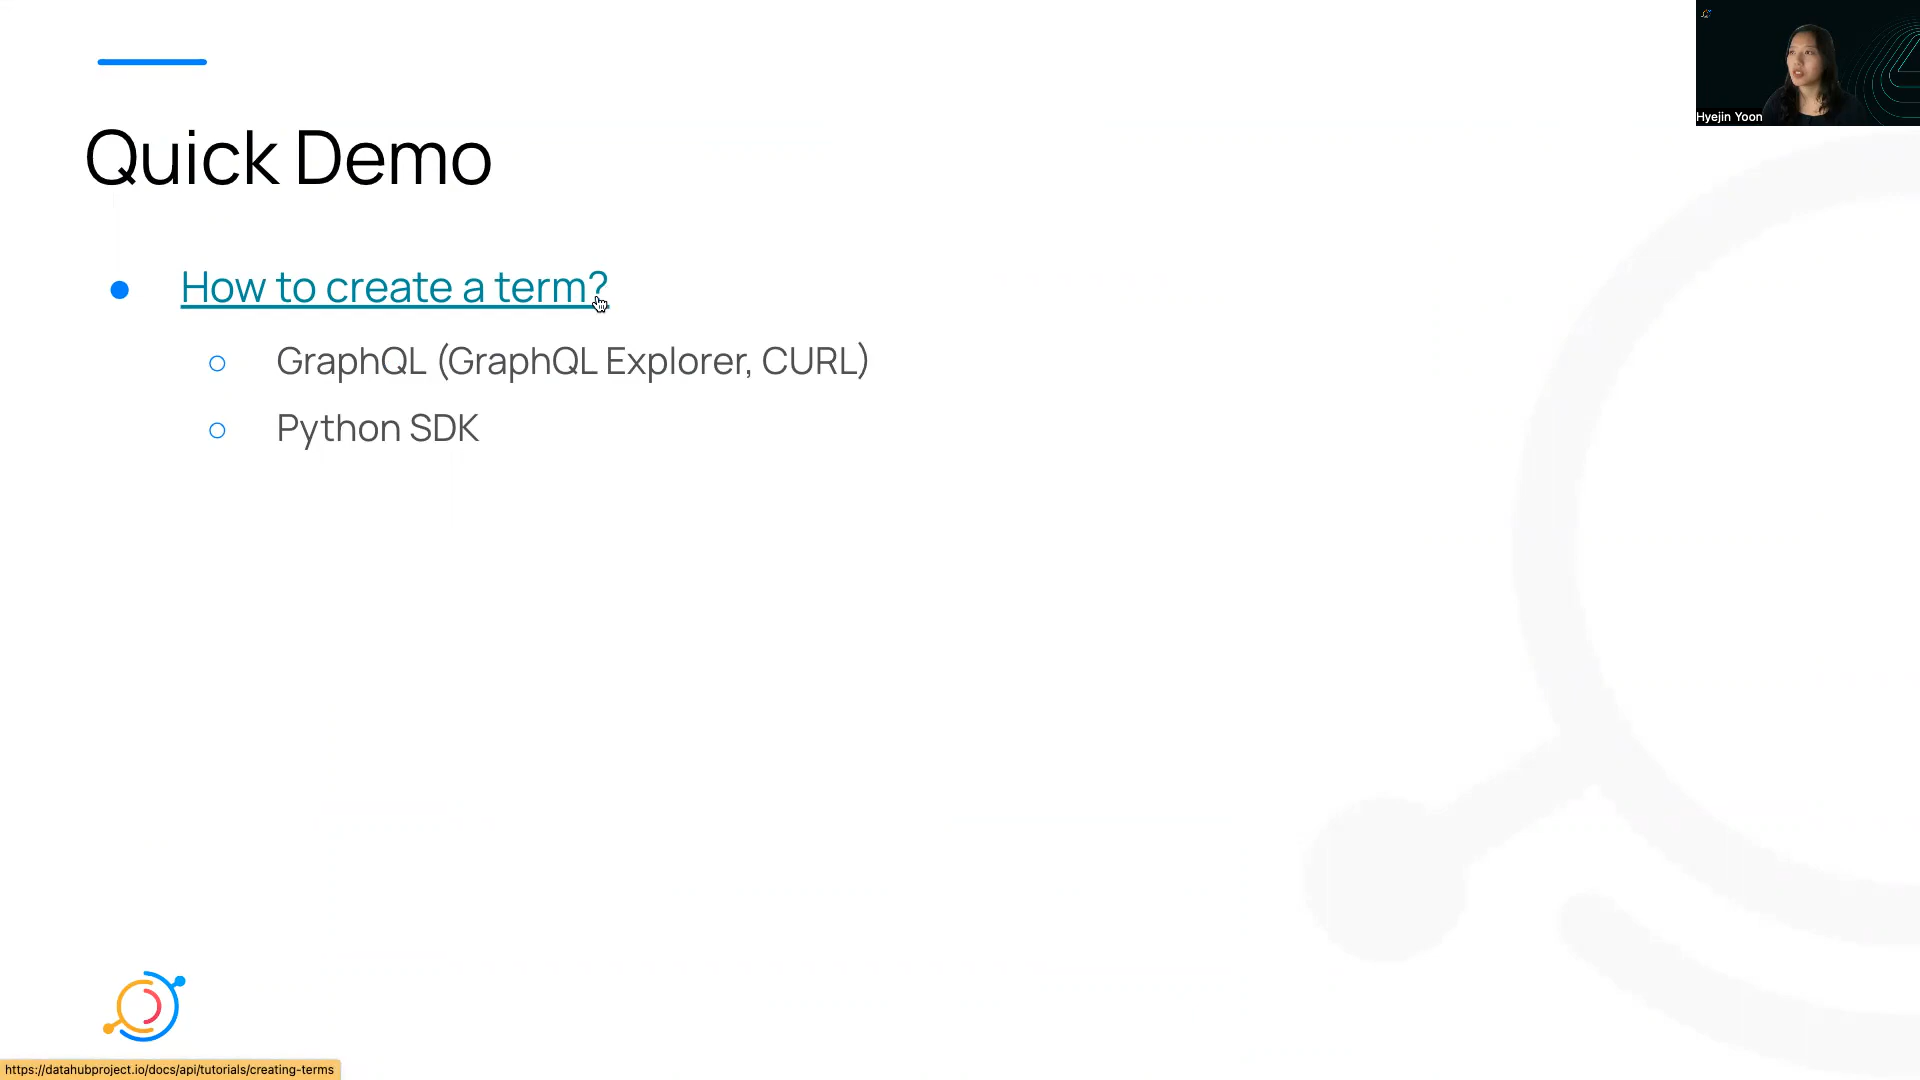 Quick Demo
How to create a term?
GraphQL (GraphQL Explorer, CURL)
Python SDK
Hyejin Yoon
https://datahubproject.io/docs/api/tutorials/creating-terms